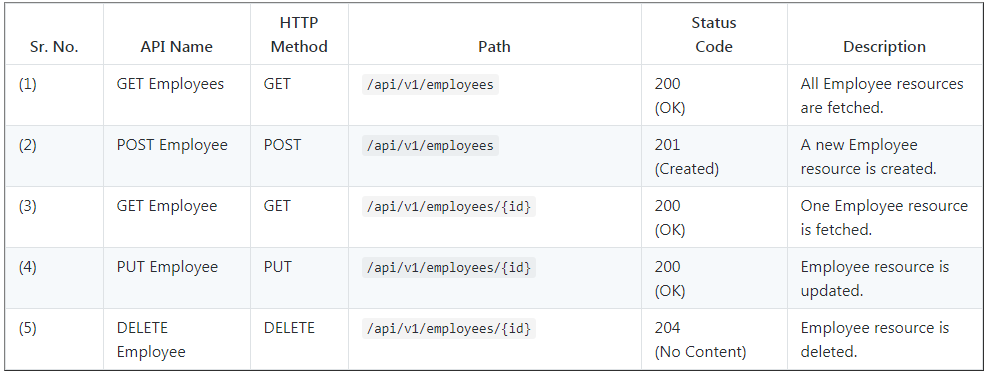 Sr. No. API Name HTTP Method Path Status Code Description
(1) GET Employees GET /api/v1/employees 200 (OK) All Employee resources are fetched.
(2) POST Employee POST /api/v1/employees 201 (Created) A new Employee resource is created.
(3) GET Employee GET /api/v1/employees/{id} 200 (OK) One Employee resource is fetched.
(4) PUT Employee PUT /api/v1/employees/{id} 200 (OK) Employee resource is updated.
(5) DELETE Employee DELETE /api/v1/employees/{id} 204 (No Content) Employee resource is deleted.